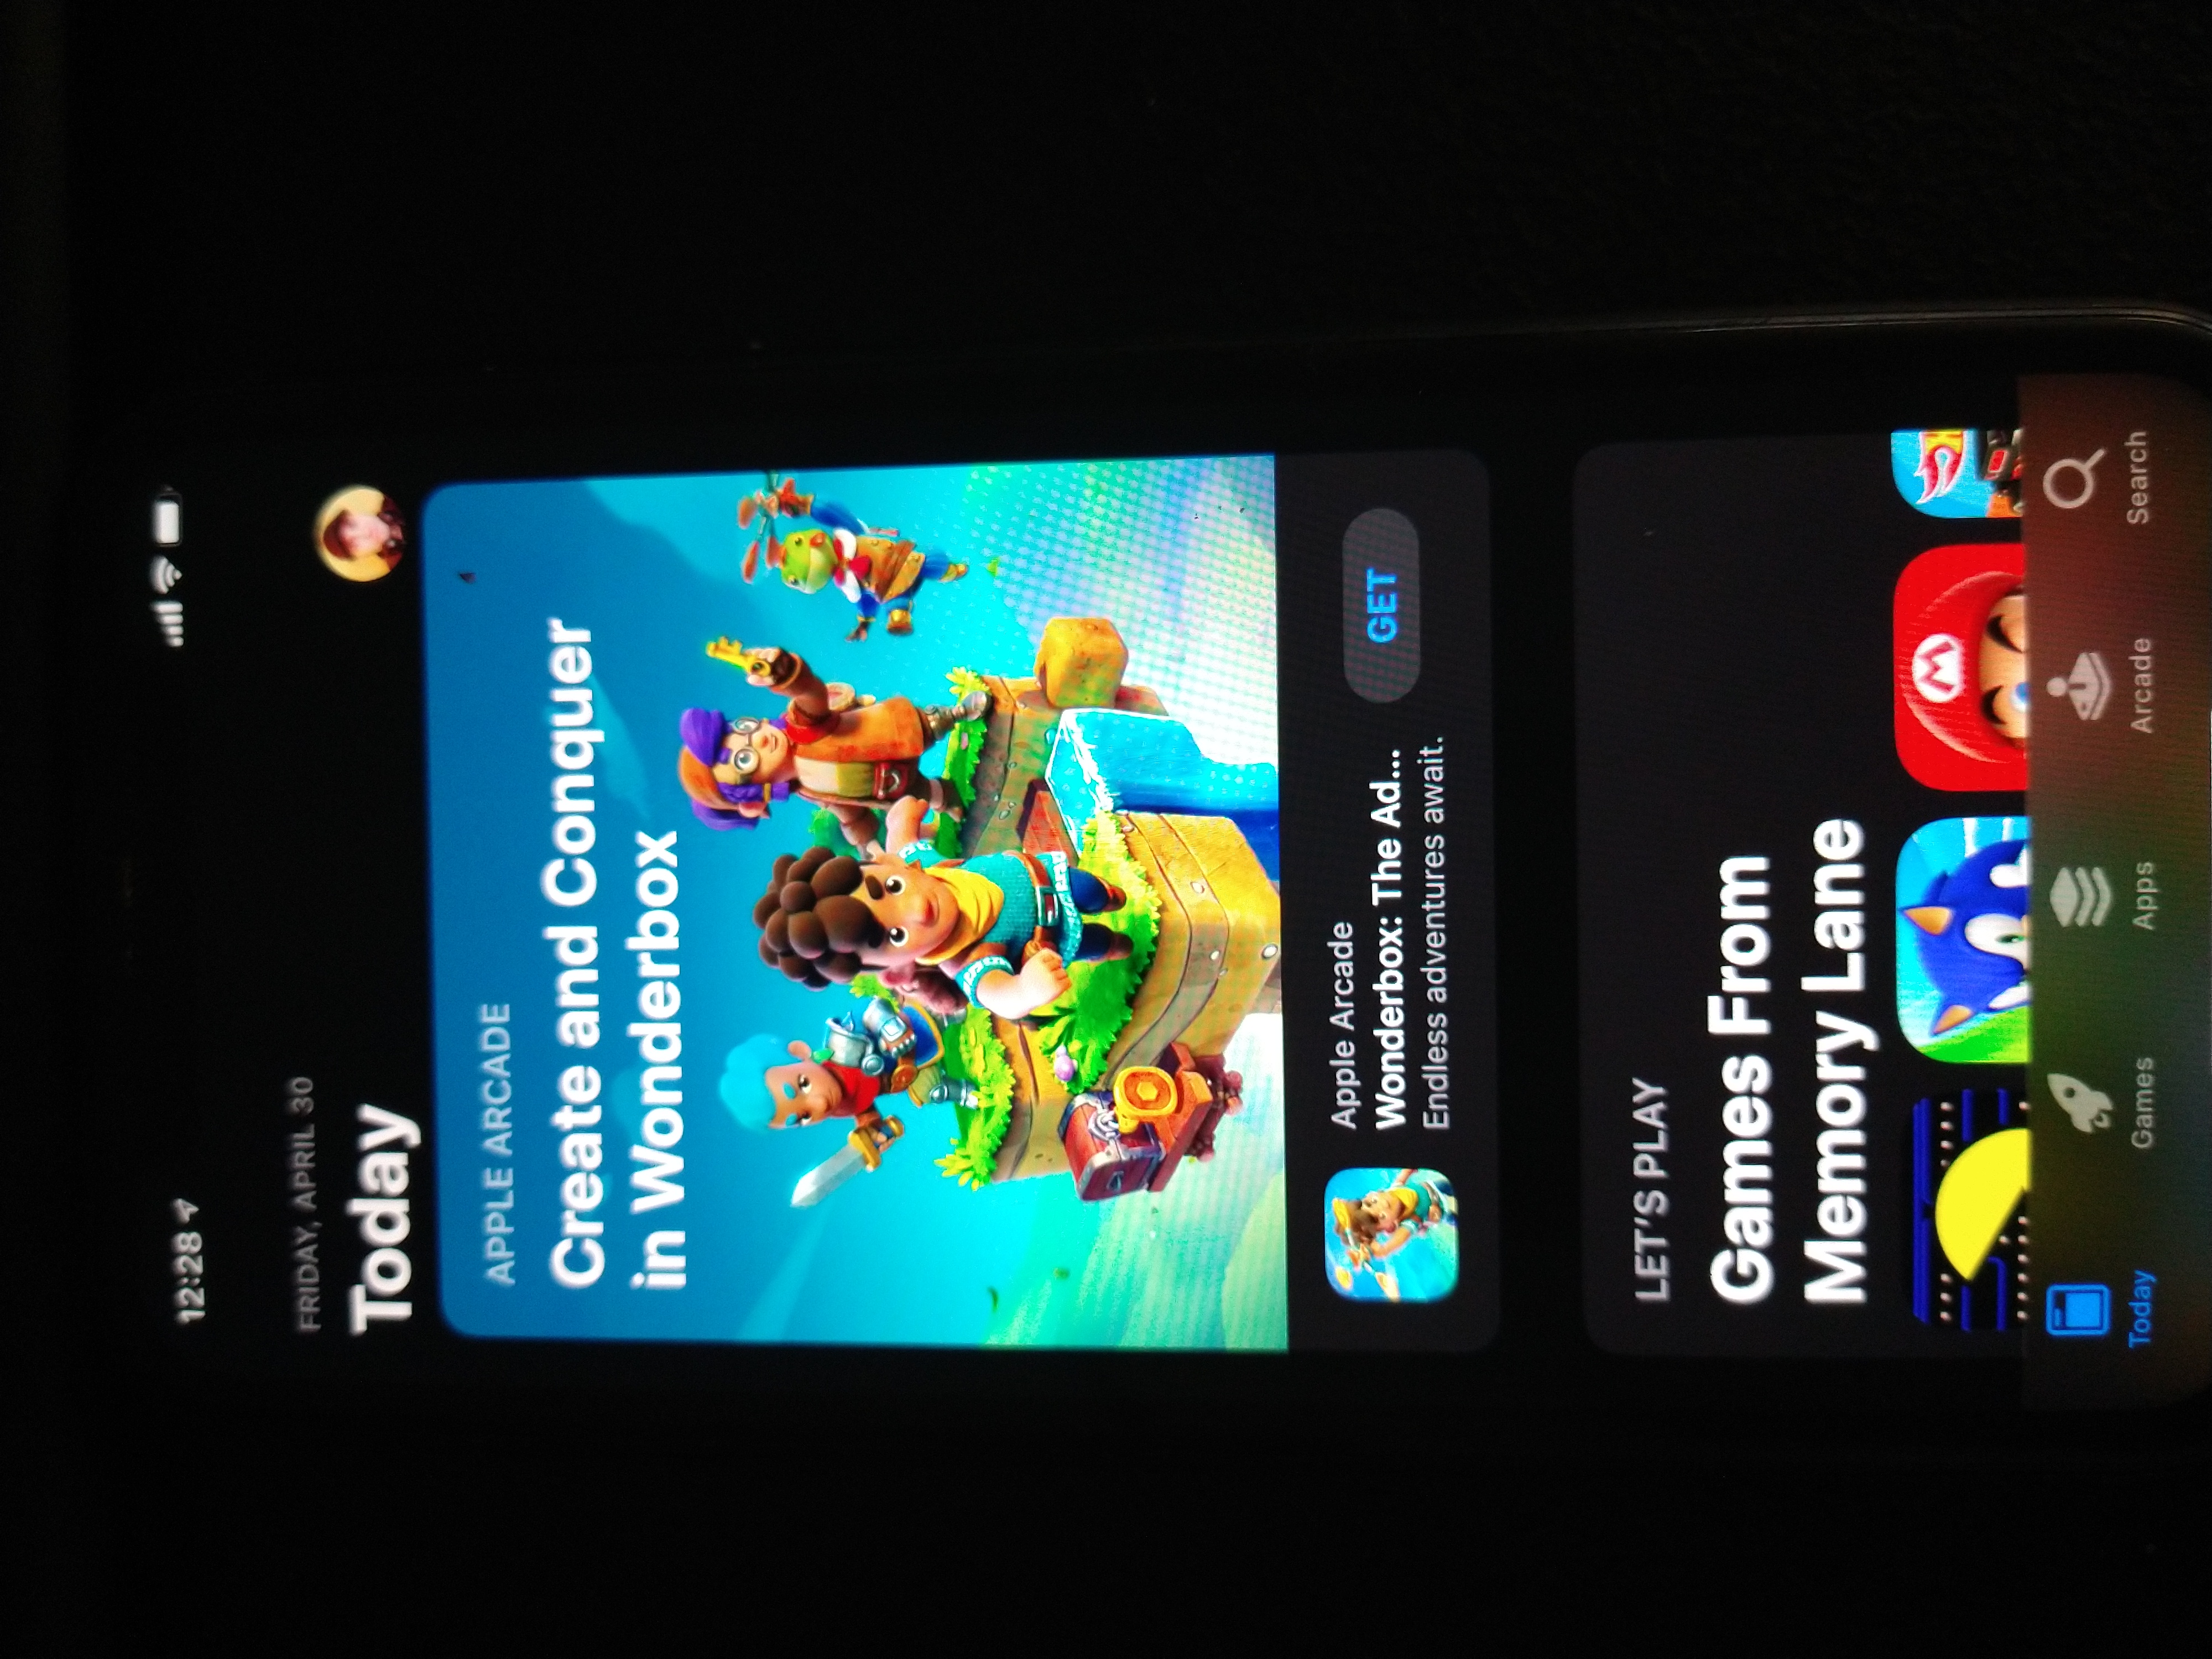 12:28
FRIDAY, APRIL 30
Today
APPLE ARCADE
Create and Conquer
in Wonderbox
Apple Arcade
Wonderbox: The Ad...
Endless adventures await.
GET
LET'S PLAY
Games From
Memory Lane
M
Today
Games
Apps
Arcade
Search